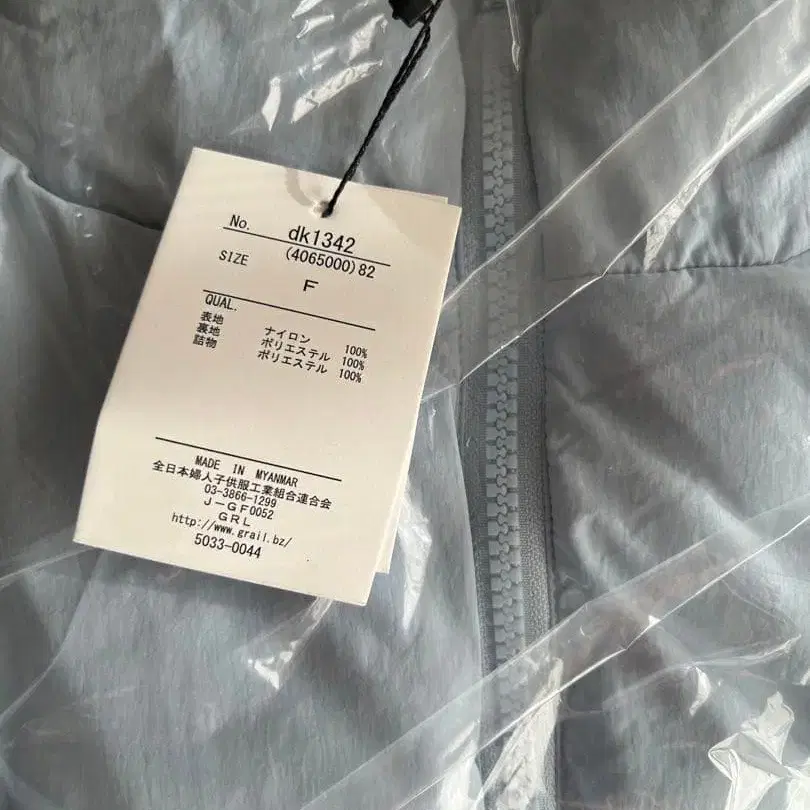 No. dk1342
(4065000)82
SIZE F
QUAL.
表地 ナイロン 100%
裏地 ポリエステル 100%
詰物 ポリエステル 100%
MADE IN MYANMAR
全日本婦人子供服工業組合連合会
03-3866-1299
J-GF0052
GRL
http://www.grail.bz/
5033-0044